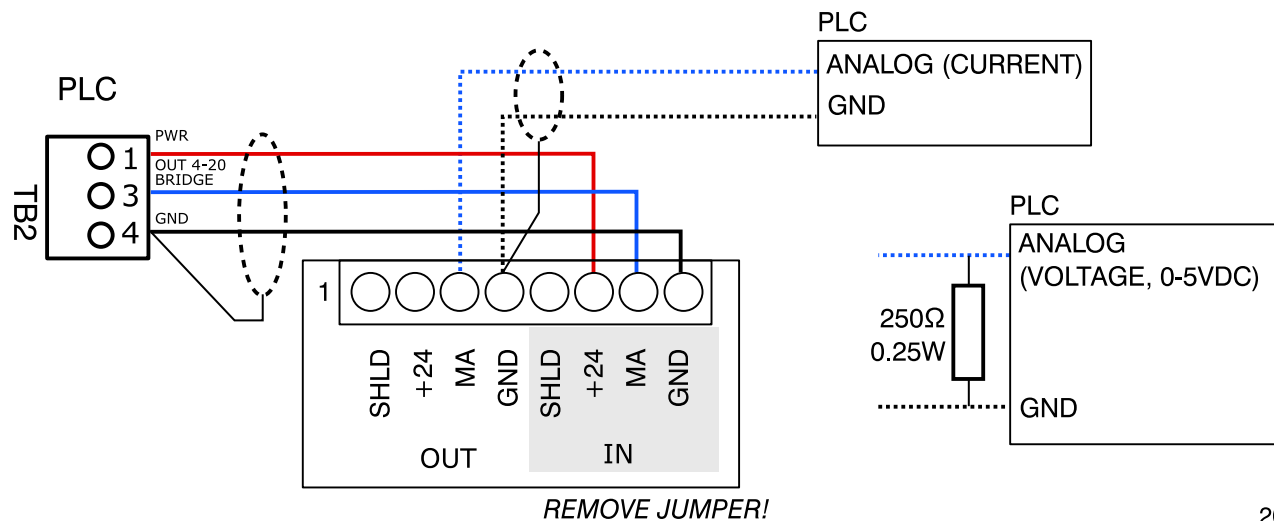 PLC
TB2
1
PWR
3
OUT 4-20
BRIDGE
4
GND
PLC
ANALOG (CURRENT)
GND
1
SHLD
+24
MA
GND
SHLD
+24
MA
GND
OUT
IN
REMOVE JUMPER!
PLC
ANALOG
(VOLTAGE, 0-5VDC)
250Ω
0.25W
GND